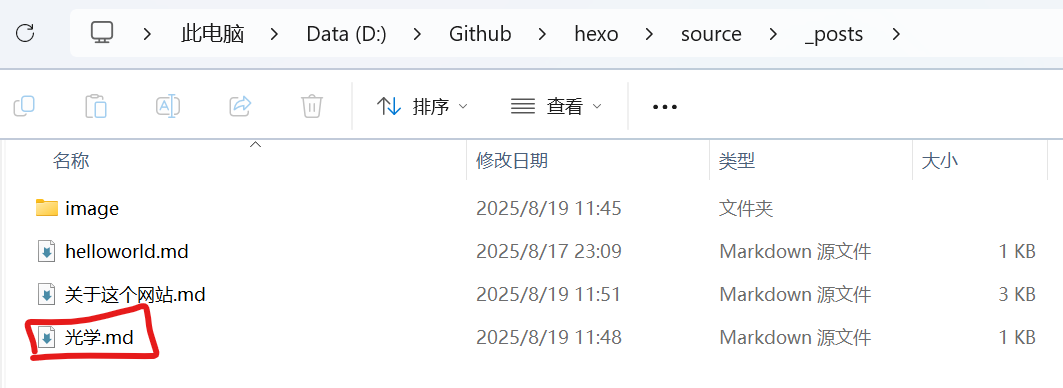 此电脑 > Data (D:) > Github > hexo > source > _posts >
排序 查看 •••
名称 修改日期 类型 大小
image 2025/8/19 11:45 文件夹
helloworld.md 2025/8/17 23:09 Markdown 源文件 1 KB
关于这个网站.md 2025/8/19 11:51 Markdown 源文件 3 KB
光学.md 2025/8/19 11:48 Markdown 源文件 1 KB